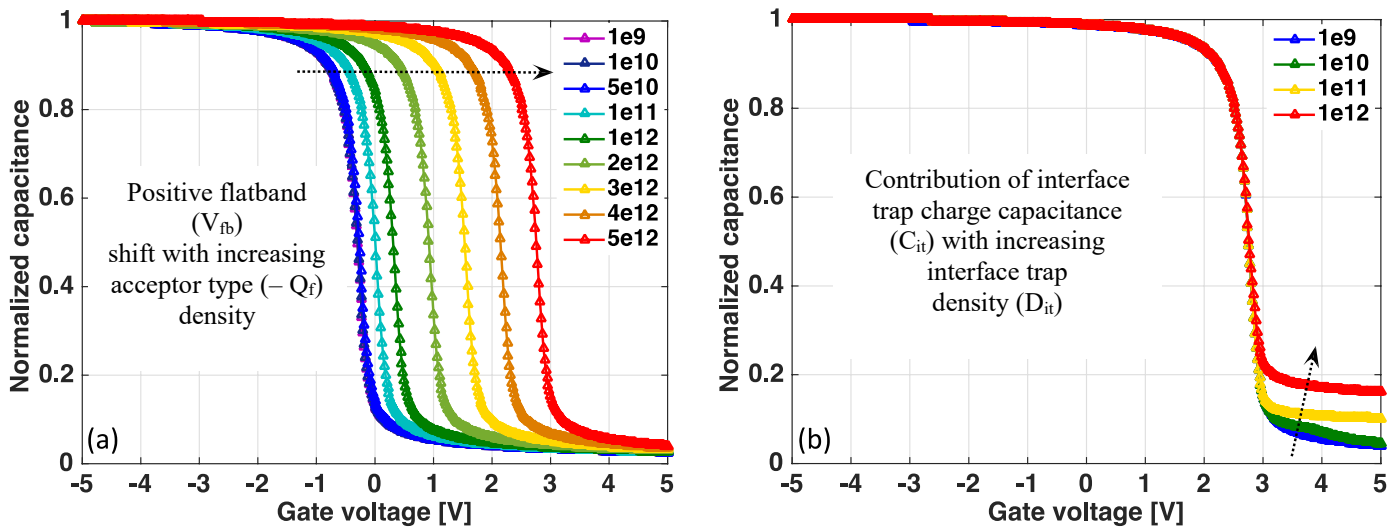 Normalized capacitance
1
0.8
0.6
0.4
0.2
0
1e9
1e10
5e10
1e11
1e12
2e12
3e12
4e12
5e12
Positive flatband
(Vfb)
shift with increasing
acceptor type (– Qf)
density
(a)
-5 -4 -3 -2 -1 0 1 2 3 4 5
Gate voltage [V]
Normalized capacitance
1
0.8
0.6
0.4
0.2
0
1e9
1e10
1e11
1e12
Contribution of interface
trap charge capacitance
(Cit) with increasing
interface trap
density (Dit)
(b)
-5 -4 -3 -2 -1 0 1 2 3 4 5
Gate voltage [V]